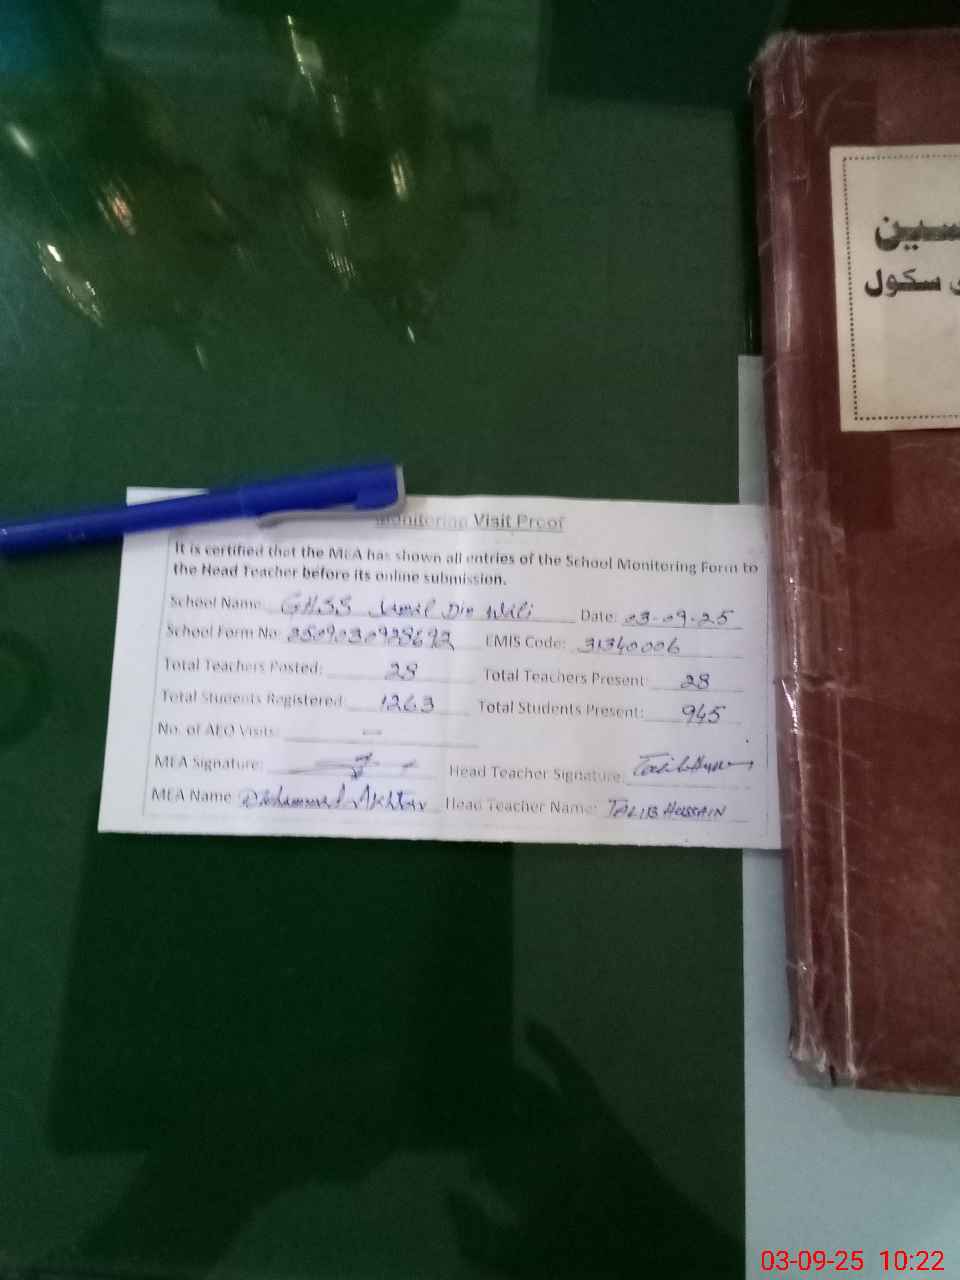 Monitoring Visit Proof
It is certified that the MEA has shown all entries of the School Monitoring Form to
the Head Teacher before its online submission.
School Name: GHSS Jamal Din Wali Date: 03-09-25
School Form No: EMIS Code: 31340006
Total Teachers Posted: 28 Total Teachers Present: 28
Total Students Registered: 1263 Total Students Present: 945
No. of AEO Visits: —
MEA Signature: Head Teacher Signature:
MEA Name: Muhammad Akhtar Head Teacher Name: TALIB HUSSAIN
سکول
03-09-25 10:22